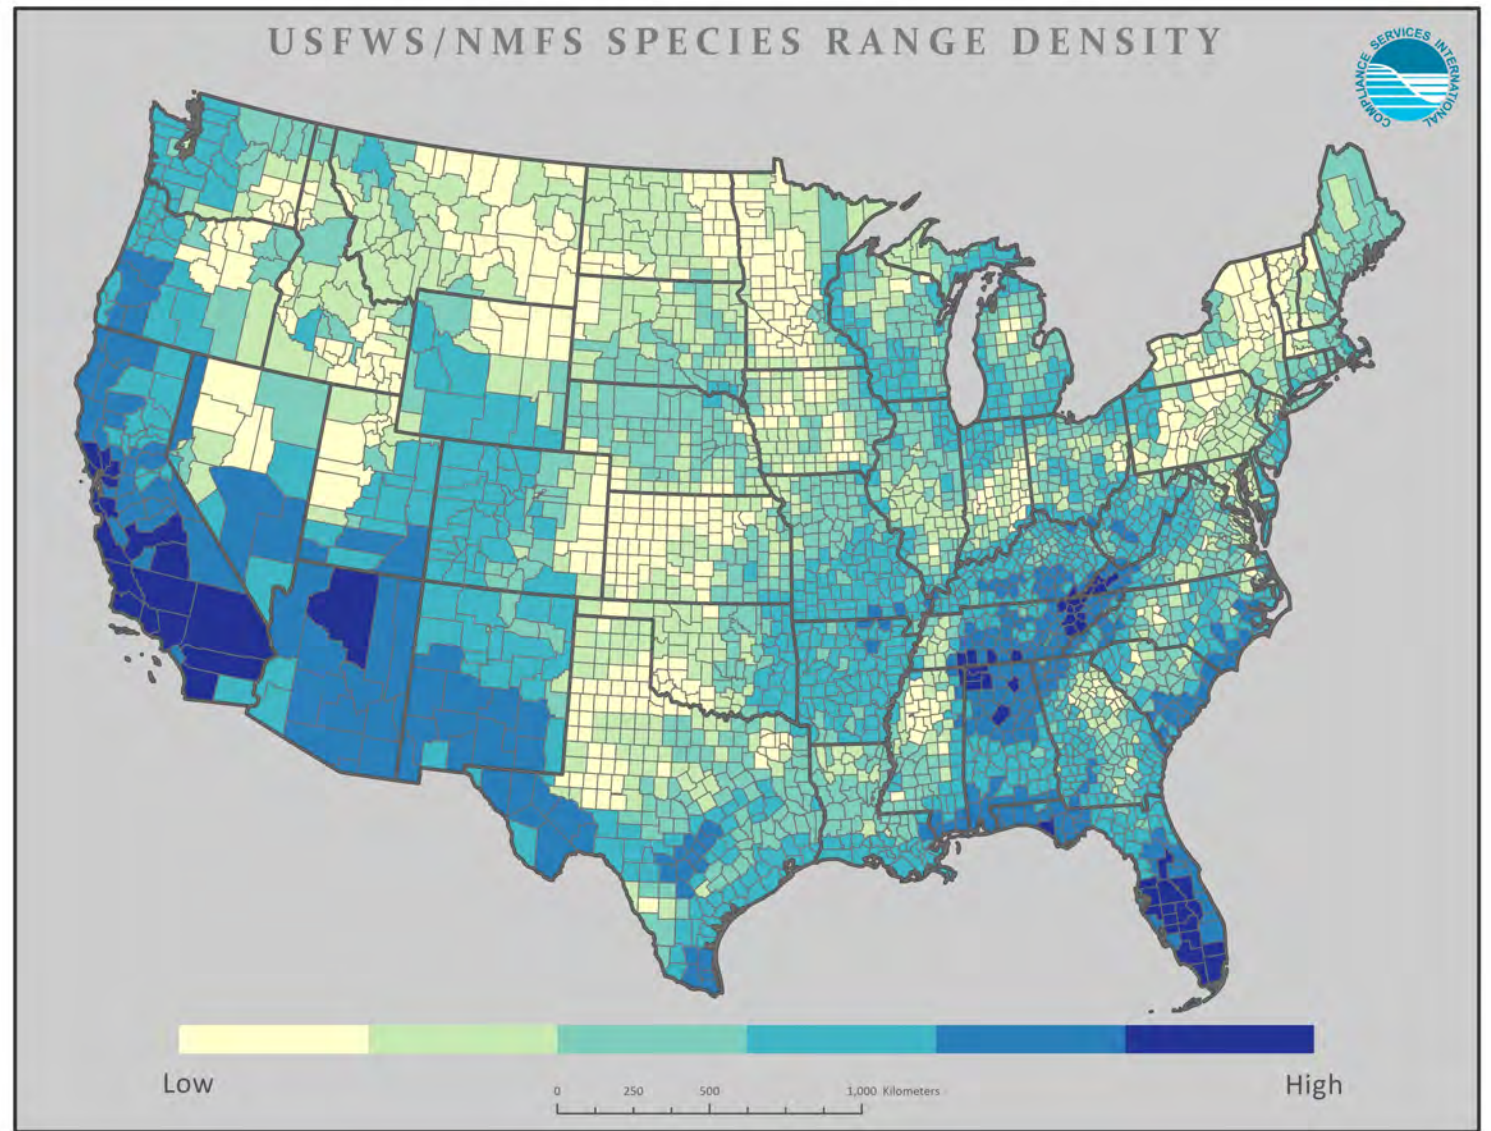 USFWS/NMFS SPECIES RANGE DENSITY
COMPLIANCE SERVICES INTERNATIONAL
Low
High
0 250 500 1,000 Kilometers